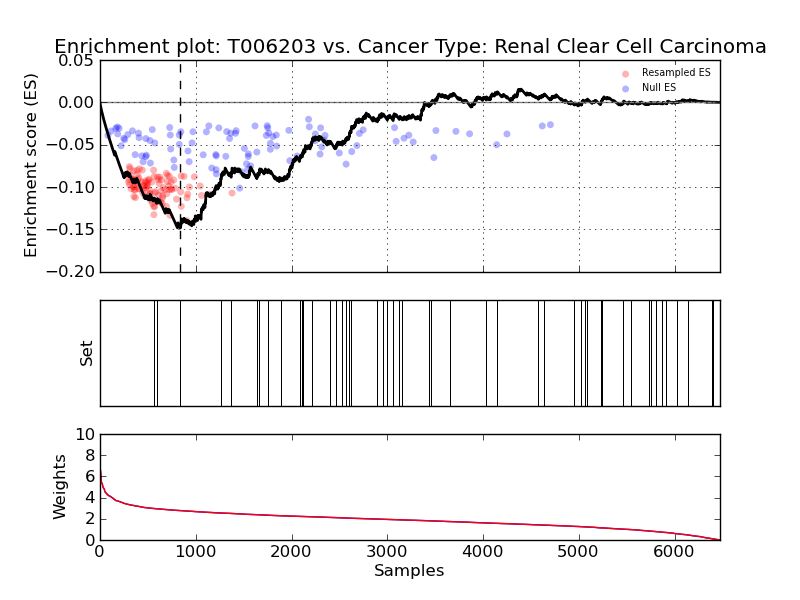 Enrichment plot: T006203 vs. Cancer Type: Renal Clear Cell Carcinoma
0.05
0.00
−0.05
−0.10
−0.15
−0.20
Enrichment score (ES)
Resampled ES
Null ES
Set
10
8
6
4
2
0
Weights
0
1000
2000
3000
4000
5000
6000
Samples